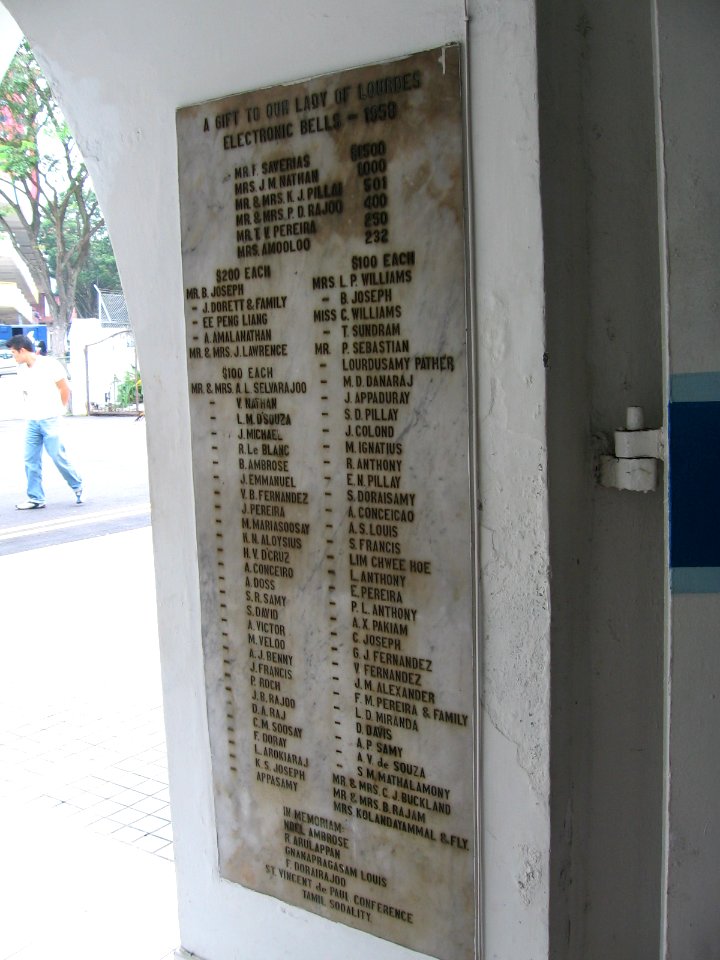 A GIFT TO OUR LADY OF LOURDES
ELECTRONIC BELLS - 1958
MR. F. SAVERIAS $1500
MRS. J. M. NATHAN 1000
MR & MRS. K. J. PILLAI 501
MR. & MRS. P. D. RAJOO 400
MR. T. V. PEREIRA 250
MRS. AMOOLOO 232
$200 EACH
MR. B. JOSEPH
- J. DORETT & FAMILY
- EE PENG LIANG
- A. AMALANATHAN
MR. & MRS. J. LAWRENCE
$100 EACH
MR. & MRS. A. L. SELVARAJOO
- V. NATHAN
- L. M. D'SOUZA
- J. MICHAEL
- R. Le BLANC
- B. AMBROSE
- J. EMMANUEL
- V. B. FERNANDEZ
- J. PEREIRA
- M. MARIASOOSAY
- K. N. ALOYSIUS
- H. V. D'CRUZ
- A. CONCEIRO
- A. DOSS
- S. R. SAMY
- S. DAVID
- A. VICTOR
- M. VELOO
- A. J. BENNY
- J. FRANCIS
- P. ROCH
- J. B. RAJOO
- D. A. RAJ
- C. M. SOOSAY
- F. DORAY
- L. AROKIARAJ
- K. S. JOSEPH
- APPASAMY
$100 EACH
MRS. L. P. WILLIAMS
- B. JOSEPH
MISS C. WILLIAMS
- T. SUNDRAM
MR. P. SEBASTIAN
- LOURDUSAMY PATHER
- M. D. DANARAJ
- J. APPADURAY
- S. D. PILLAY
- J. COLOND
- M. IGNATIUS
- R. ANTHONY
- E. N. PILLAY
- S. DORAISAMY
- A. CONCEICAO
- A. S. LOUIS
- S. FRANCIS
- LIM CHWEE HOE
- L. ANTHONY
- E. PEREIRA
- P. L. ANTHONY
- A. X. PAKIAM
- C. JOSEPH
- G. J. FERNANDEZ
- V. FERNANDEZ
- J. M. ALEXANDER
- F. M. PEREIRA & FAMILY
- L. D. MIRANDA
- D. DAVIS
- A. P. SAMY
- A. V. de SOUZA
- S. M. MATHALAMONY
MR. & MRS. C. J. BUCKLAND
MR & MRS. B. RAJAM
MRS. KOLANDAYAMMAL & FLY.
IN MEMORIAM:
NOEL AMBROSE
R. ARULAPPAN
GNANAPRAGASAM LOUIS
F. DORAIRAJOO
ST. VINCENT de PAUL CONFERENCE
TAMIL SODALITY.